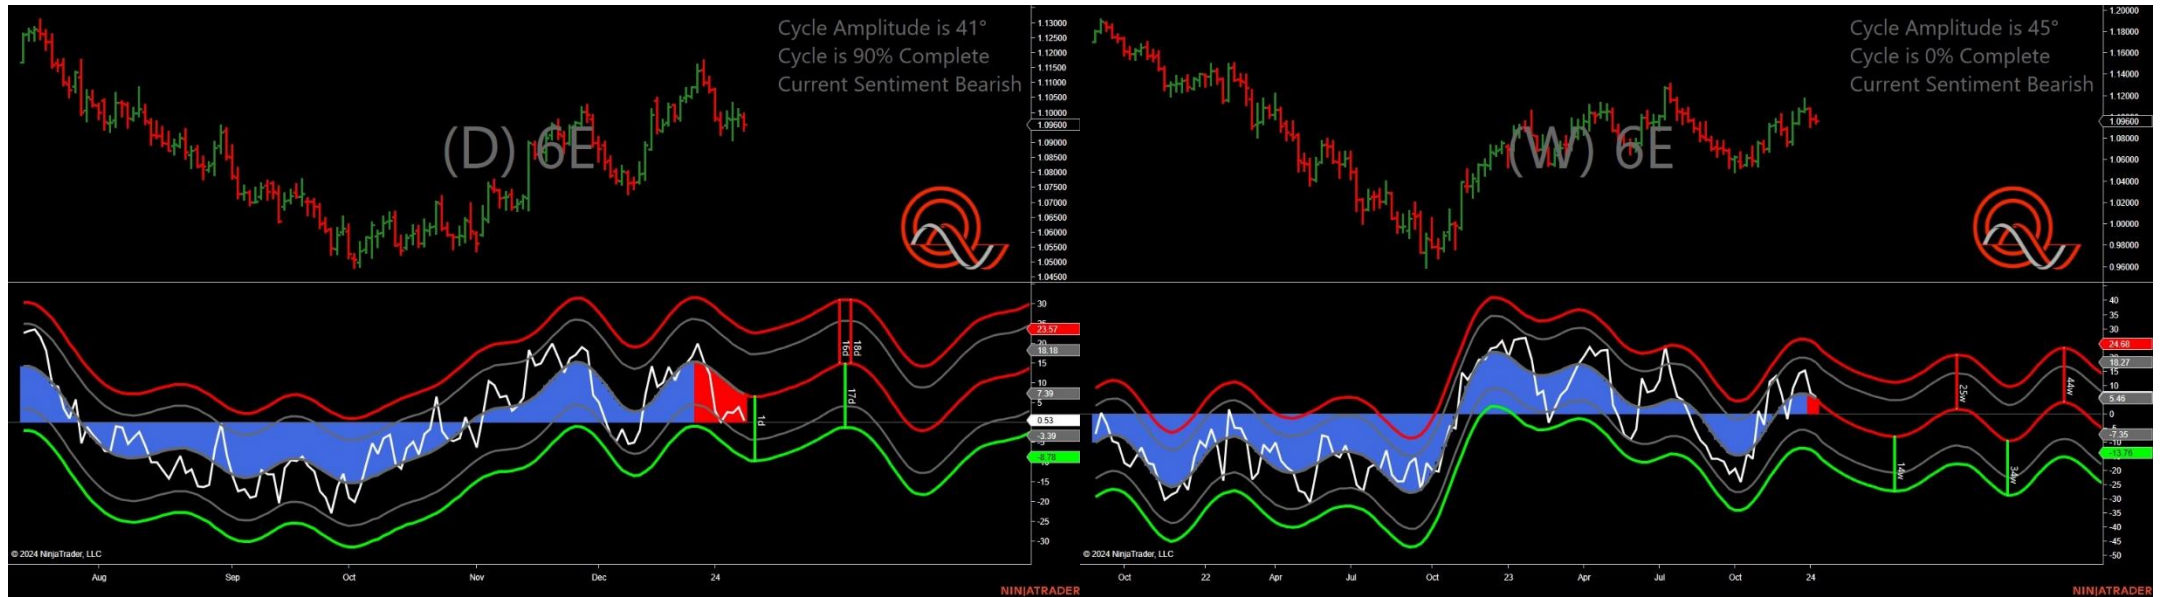 Cycle Amplitude is 41°
Cycle is 90% Complete
Current Sentiment Bearish
(D) 6E
1.13000
1.12500
1.12000
1.11500
1.11000
1.10500
1.10000
1.09600
1.09000
1.08500
1.08000
1.07500
1.07000
1.06500
1.06000
1.05500
1.05000
1.04500
30
25
23.57
20
18.18
15
10
7.39
5
0.53
-3.39
-8.78
-15
-20
-25
-30
16d
18d
17d
1d
© 2024 NinjaTrader, LLC
Aug
Sep
Oct
Nov
Dec
24
NINJATRADER
Cycle Amplitude is 45°
Cycle is 0% Complete
Current Sentiment Bearish
(W) 6E
1.20000
1.18000
1.16000
1.14000
1.12000
1.09600
1.08000
1.06000
1.04000
1.02000
1.00000
0.98000
0.96000
40
35
30
24.68
18.27
15
10
5.46
0
-7.35
-10
-13.76
-20
-25
-30
-35
-40
-45
-50
25w
44w
14w
34w
© 2024 NinjaTrader, LLC
Oct
22
Apr
Jul
Oct
23
Apr
Jul
Oct
24
NINJATRADER